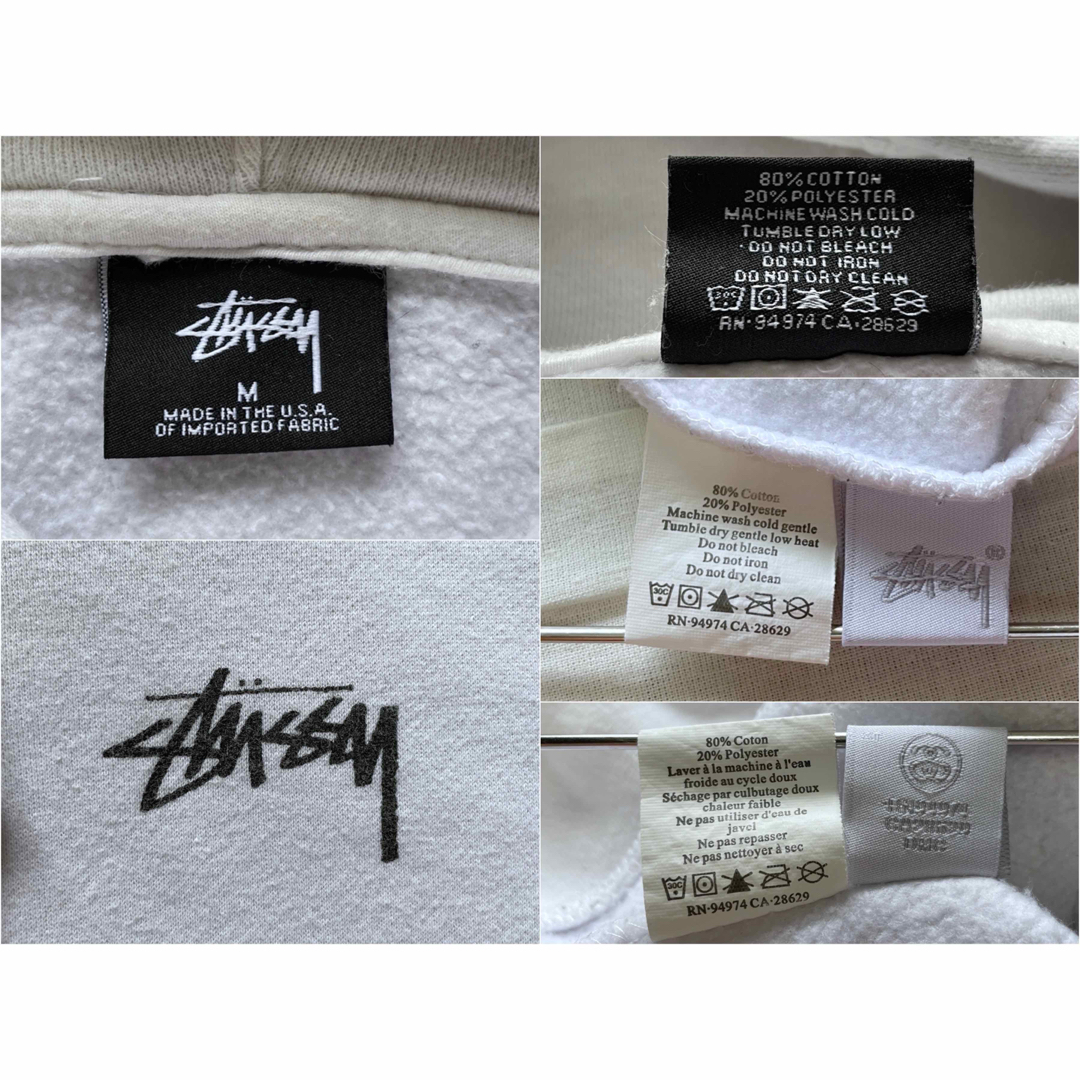 Stüssy
M
MADE IN THE U.S.A.
OF IMPORTED FABRIC
Stüssy
80% COTTON
20% POLYESTER
MACHINE WASH COLD
TUMBLE DRY LOW
DO NOT BLEACH
DO NOT IRON
DO NOT DRY CLEAN
30C
RN-94974 CA-28629
80% Cotton
20% Polyester
Machine wash cold gentle
Tumble dry gentle low heat
Do not bleach
Do not iron
Do not dry clean
30C
RN-94974 CA-28629
Stüssy ®
80% Coton
20% Polyester
Laver à la machine à l'eau
froide au cycle doux
Séchage par culbutage doux
chaleur faible
Ne pas utiliser d'eau de
javel
Ne pas repasser
Ne pas nettoyer à sec
30C
RN-94974 CA-28629